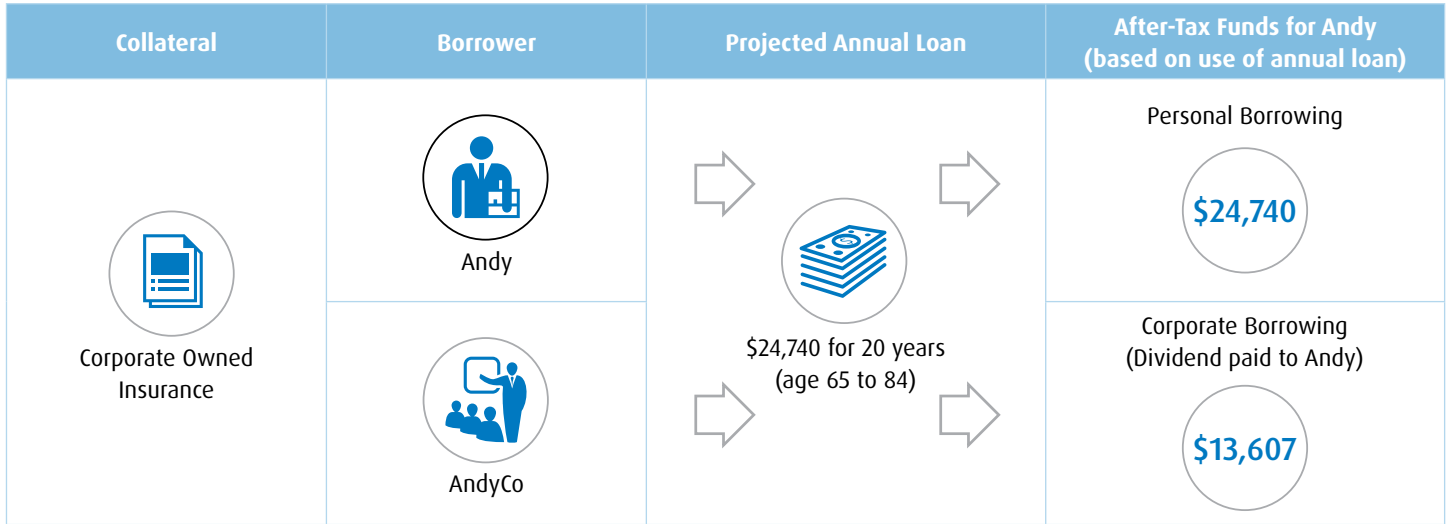 Collateral
Borrower
Projected Annual Loan
After-Tax Funds for Andy
(based on use of annual loan)
Corporate Owned
Insurance
Andy
AndyCo
$24,740 for 20 years
(age 65 to 84)
Personal Borrowing
$24,740
Corporate Borrowing
(Dividend paid to Andy)
$13,607